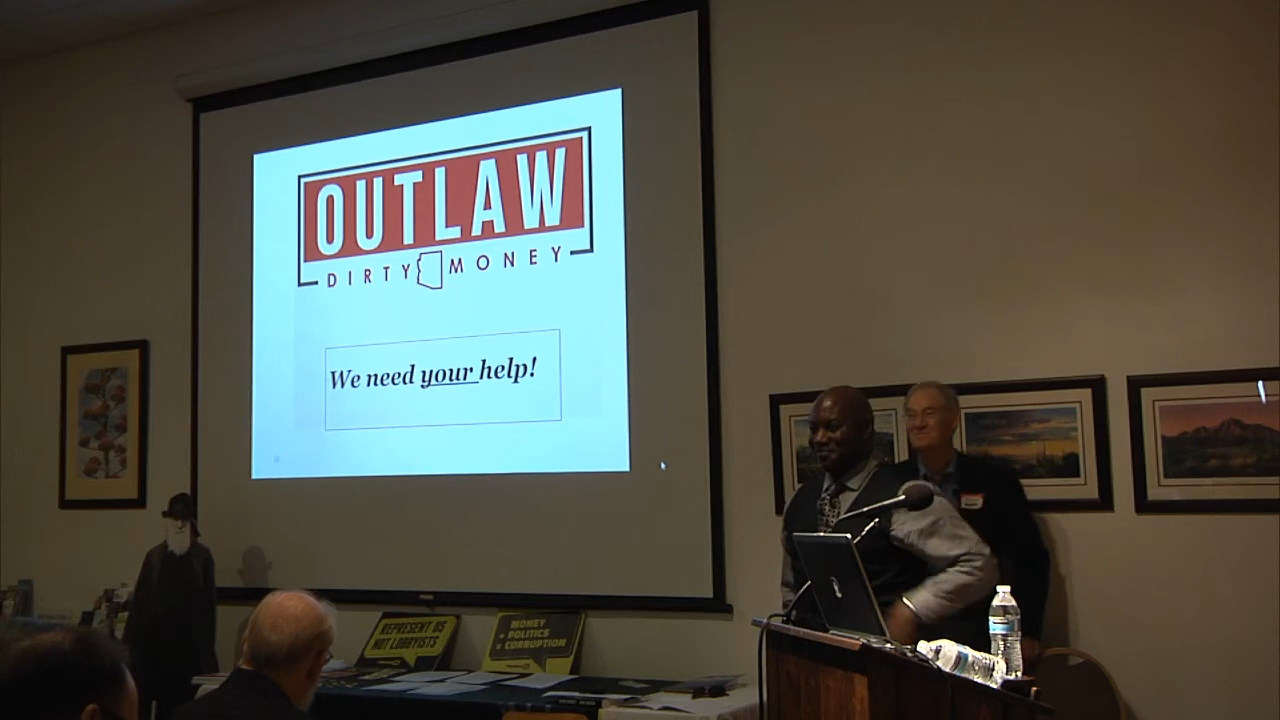 OUTLAW
DIRTY MONEY
We need your help!
REPRESENT US
NOT LOBBYISTS
MONEY
+ POLITICS
= CORRUPTION